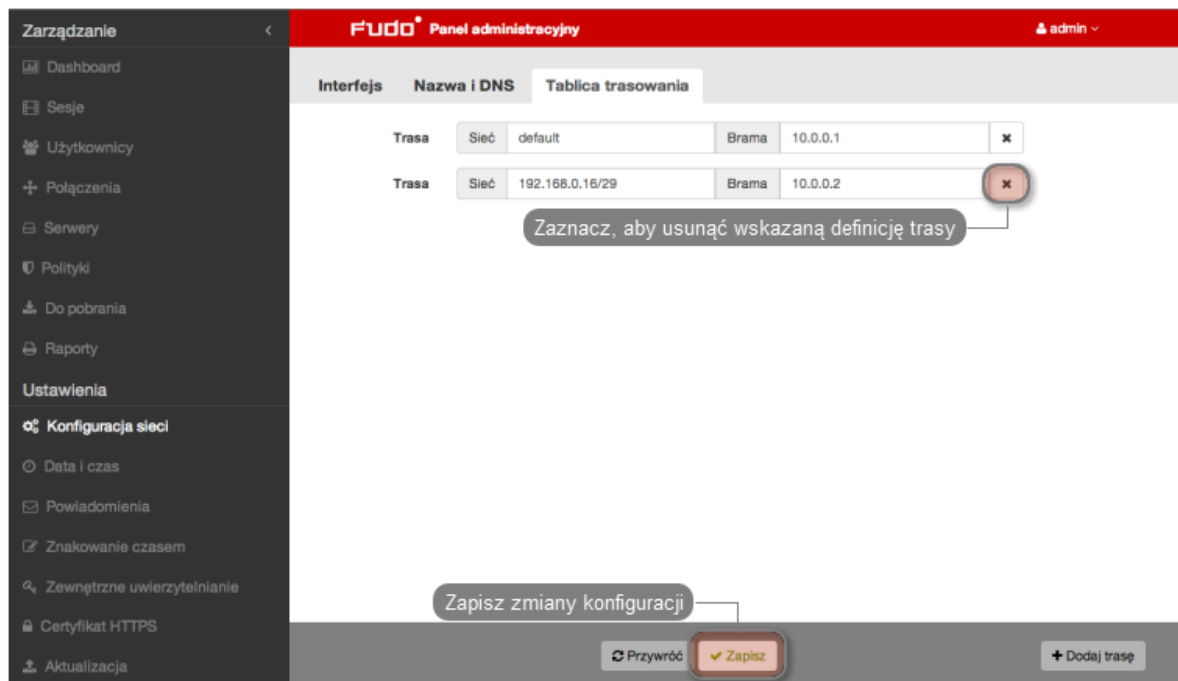 Zarządzanie
Dashboard
Sesje
Użytkownicy
Połączenia
Serwery
Polityki
Do pobrania
Raporty
Ustawienia
Konfiguracja sieci
Data i czas
Powiadomienia
Znakowanie czasem
Zewnętrzne uwierzytelnianie
Certyfikat HTTPS
Aktualizacja
FUDO Panel administracyjny
admin
Interfejs Nazwa i DNS Tablica trasowania
Trasa Sieć default Brama 10.0.0.1
Trasa Sieć 192.168.0.16/29 Brama 10.0.0.2
Zaznacz, aby usunąć wskazaną definicję trasy
Zapisz zmiany konfiguracji
Przywróć Zapisz + Dodaj trasę